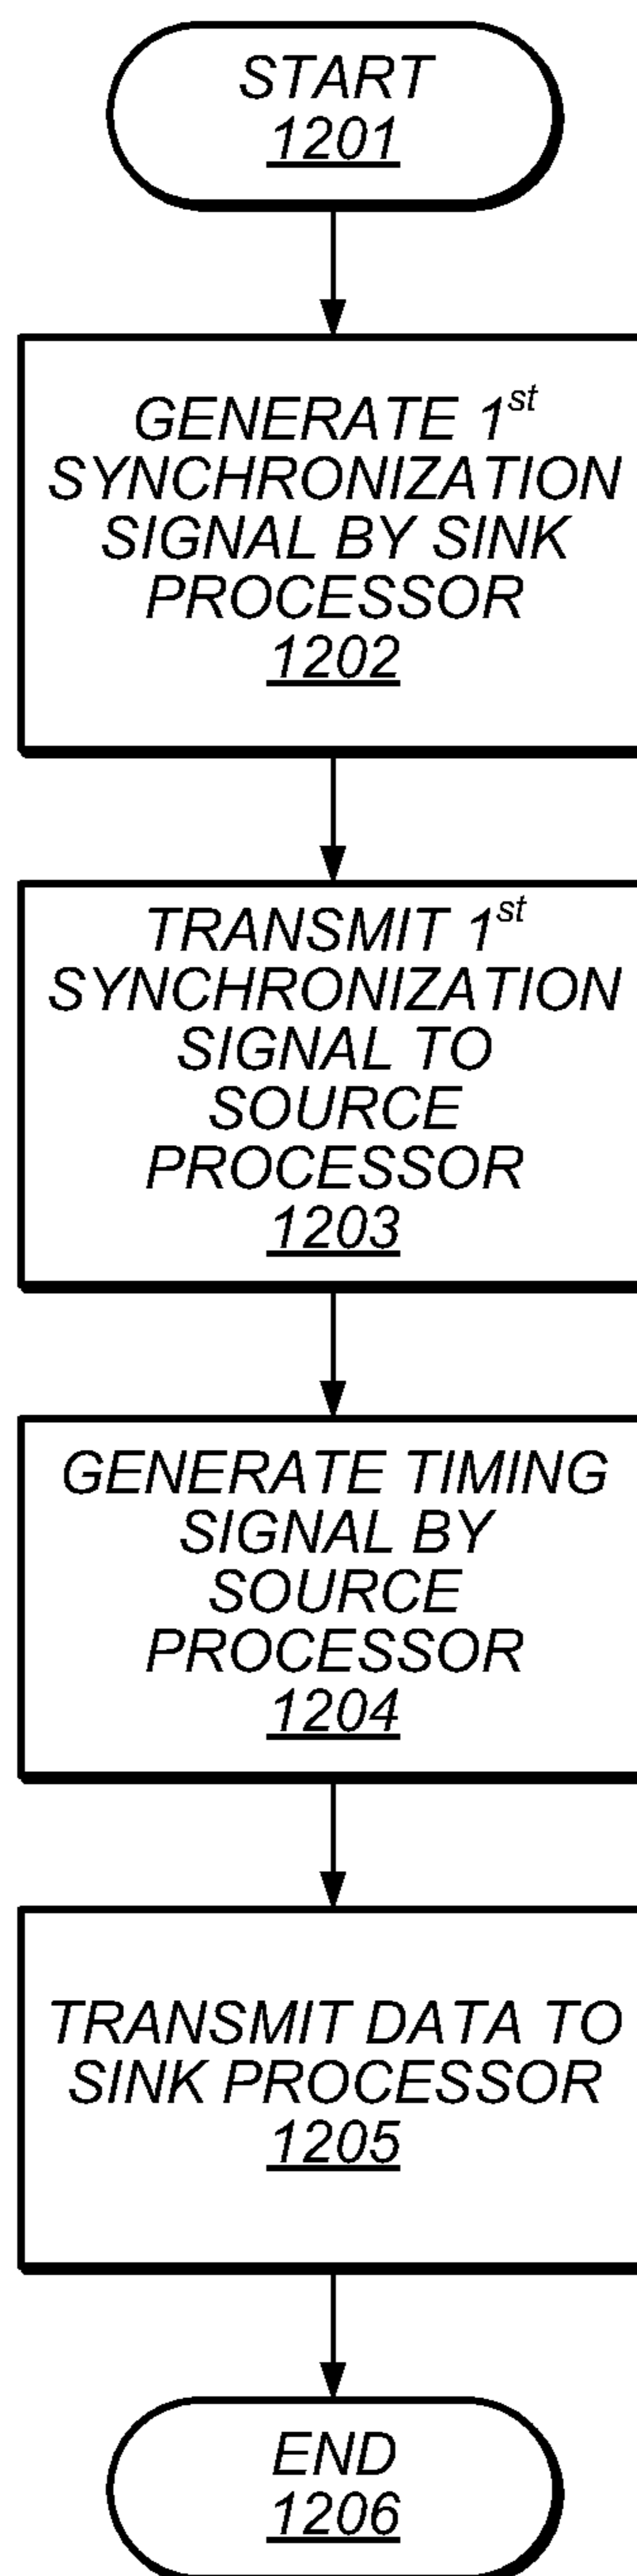 START
1201
GENERATE 1st
SYNCHRONIZATION
SIGNAL BY SINK
PROCESSOR
1202
TRANSMIT 1st
SYNCHRONIZATION
SIGNAL TO
SOURCE
PROCESSOR
1203
GENERATE TIMING
SIGNAL BY
SOURCE
PROCESSOR
1204
TRANSMIT DATA TO
SINK PROCESSOR
1205
END
1206